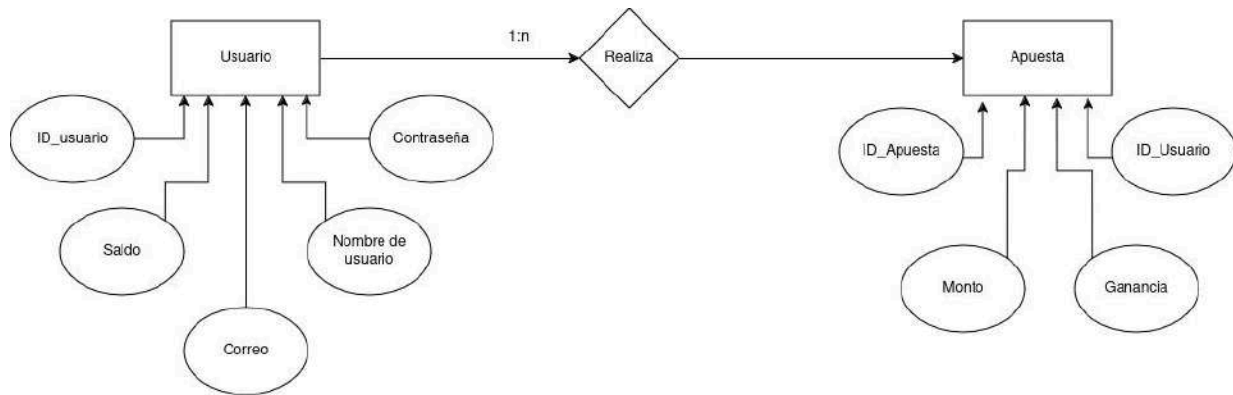 1:n
Usuario
Realiza
Apuesta
ID_usuario
Contraseña
ID_Apuesta
ID_Usuario
Saldo
Nombre de
usuario
Monto
Ganancia
Correo